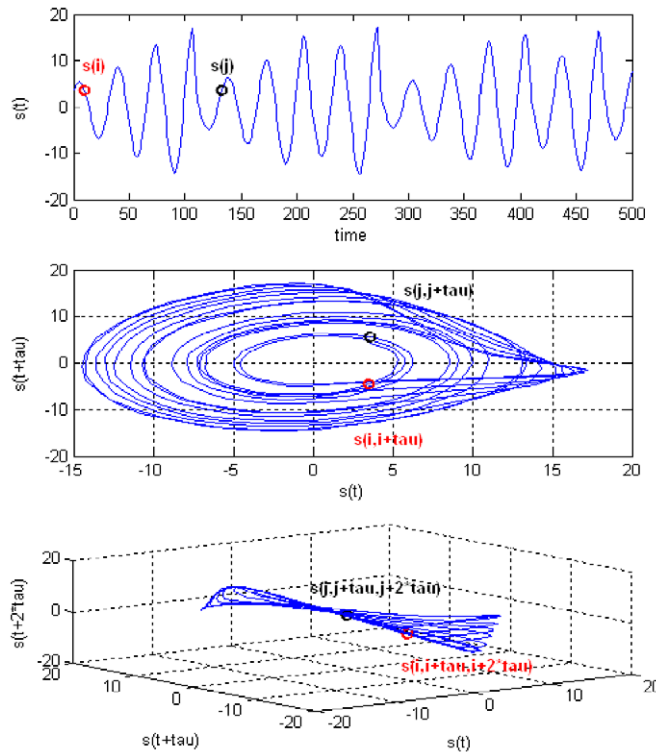 20
s(i)
s(j)
10
0
-10
-20
s(t)
0 50 100 150 200 250 300 350 400 450 500
time
20
s(j,j+tau)
10
0
-10
-20
s(t+tau)
s(i,i+tau)
-15 -10 -5 0 5 10 15 20
s(t)
20
s(j,j+tau,j+2*tau)
0
-20
s(t+2*tau)
s(i,i+tau,i+2*tau)
20 10 0 -10 -20
s(t+tau)
-20 -10 0 10 20
s(t)